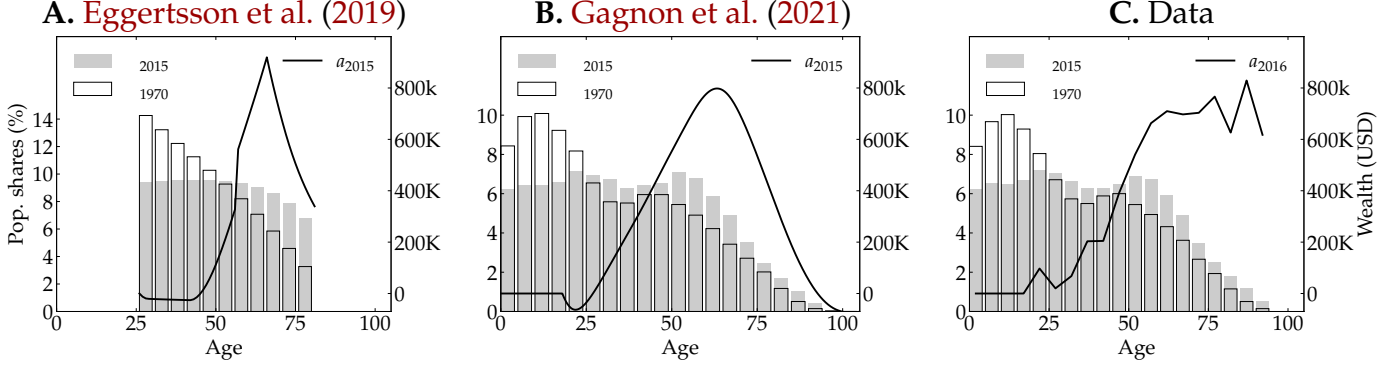 A. Eggertsson et al. (2019)
2015
1970
a2015
Pop. shares (%)
14
12
10
8
6
4
2
0
800k
600K
400K
200K
0
0
25
50
75
100
Age
B. Gagnon et al. (2021)
2015
1970
a2015
10
8
6
4
2
0
800k
600K
400K
200K
0
0
25
50
75
100
Age
C. Data
2015
1970
a2016
10
8
6
4
2
0
800k
600K
400K
200K
0
Wealth (USD)
0
25
50
75
100
Age